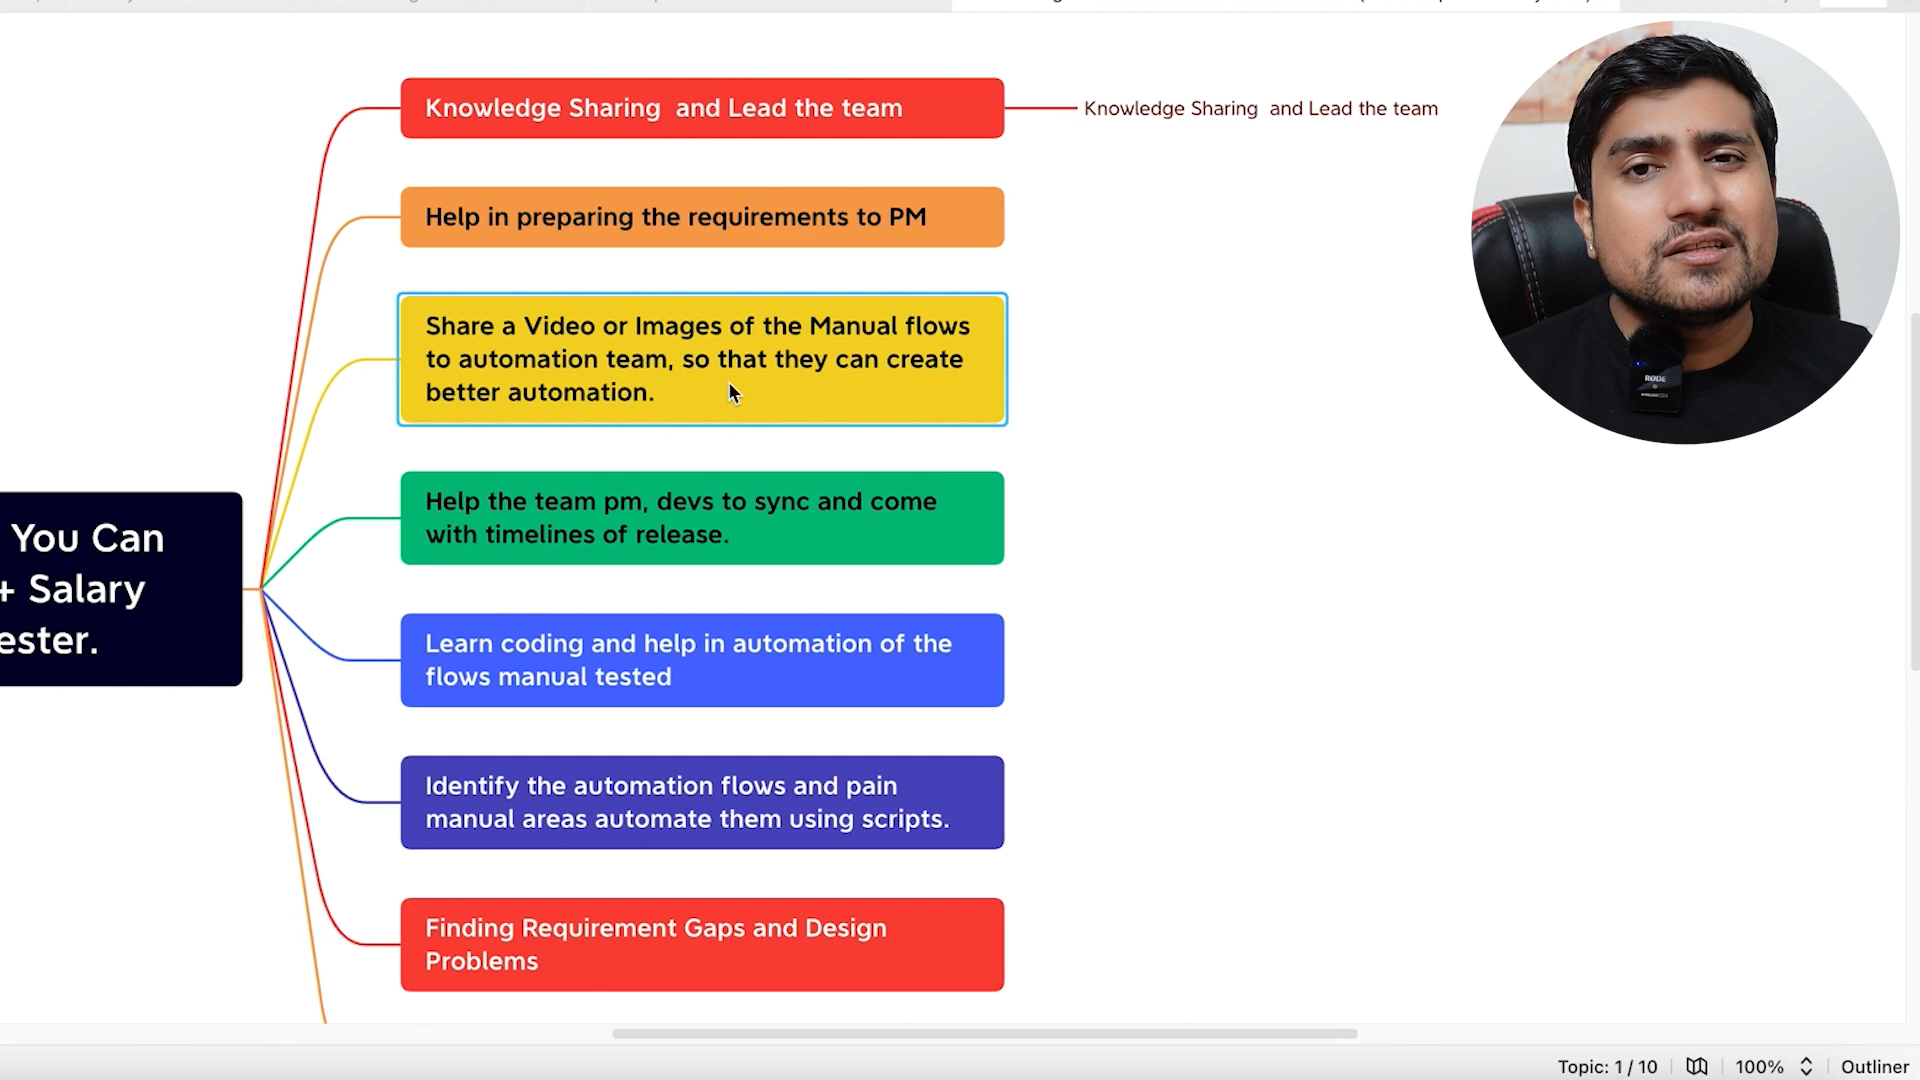 Knowledge Sharing  and Lead the team
Knowledge Sharing  and Lead the team
Help in preparing the requirements to PM
Share a Video or Images of the Manual flows
to automation team, so that they can create
better automation.
Help the team pm, devs to sync and come
with timelines of release.
You Can
+ Salary
ester.
Learn coding and help in automation of the
flows manual tested
Identify the automation flows and pain
manual areas automate them using scripts.
Finding Requirement Gaps and Design
Problems
RØDE
Topic: 1 / 10
100%
Outliner